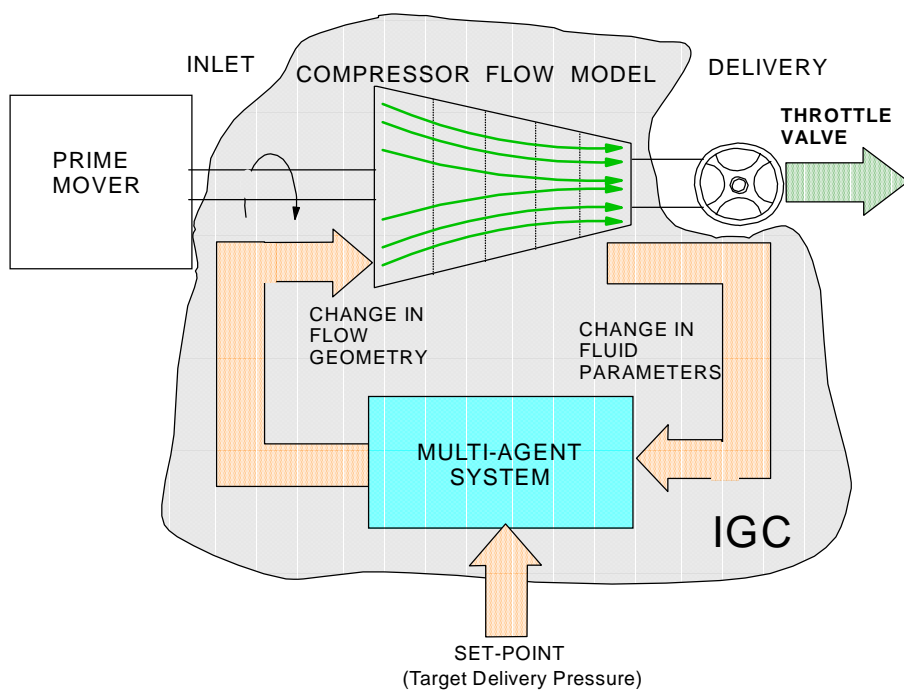 INLET
COMPRESSOR FLOW MODEL
DELIVERY
THROTTLE
VALVE
PRIME
MOVER
CHANGE IN
FLOW
GEOMETRY
CHANGE IN
FLUID
PARAMETERS
MULTI-AGENT
SYSTEM
IGC
SET-POINT
(Target Delivery Pressure)